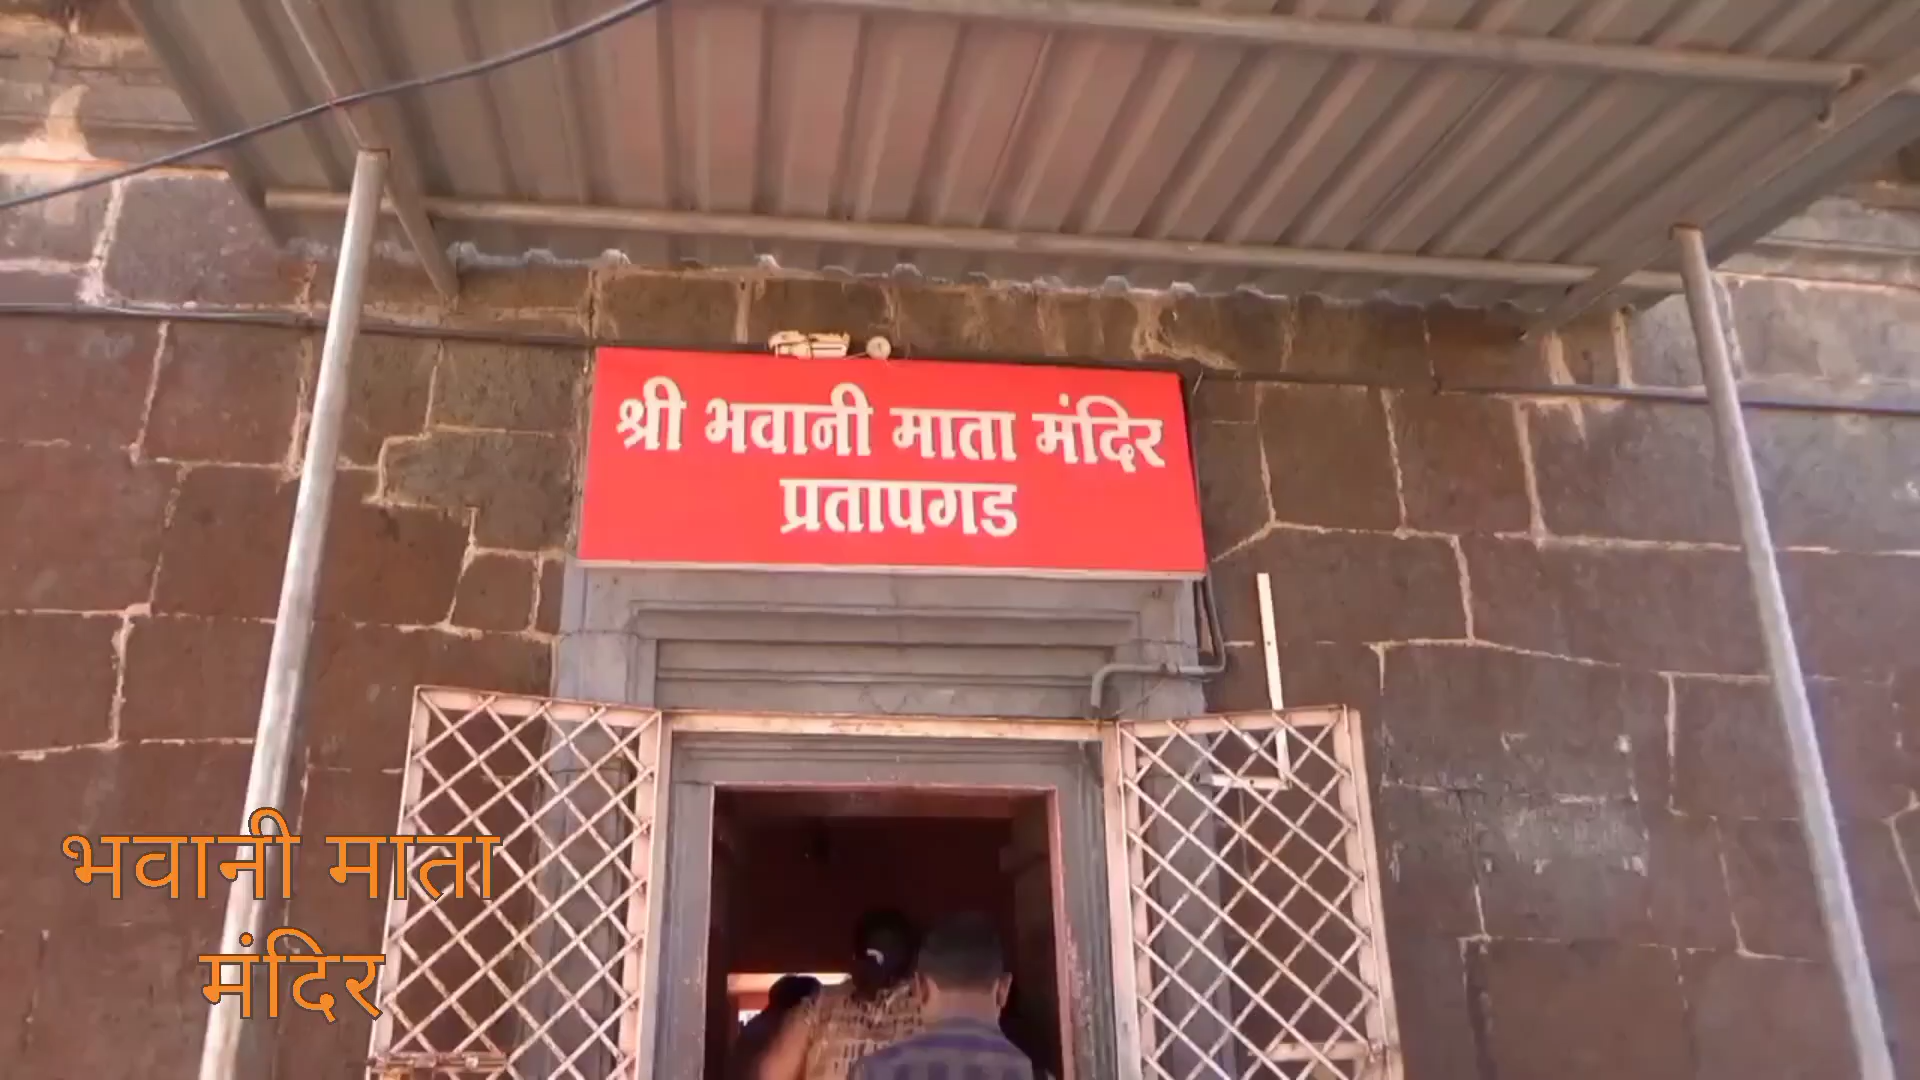 श्री भवानी माता मंदिर
प्रतापगड
भवानी माता
मंदिर